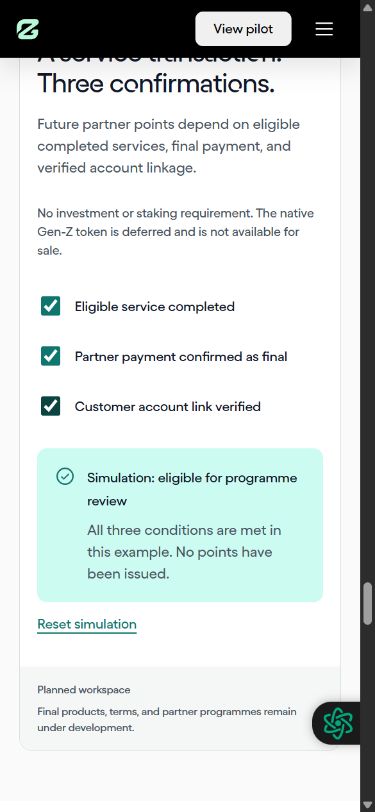 View pilot
A service transaction.
Three confirmations.
Future partner points depend on eligible
completed services, final payment, and
verified account linkage.
No investment or staking requirement. The native
Gen-Z token is deferred and is not available for
sale.
Eligible service completed
Partner payment confirmed as final
Customer account link verified
Simulation: eligible for programme
review
All three conditions are met in
this example. No points have
been issued.
Reset simulation
Planned workspace
Final products, terms, and partner programmes remain
under development.